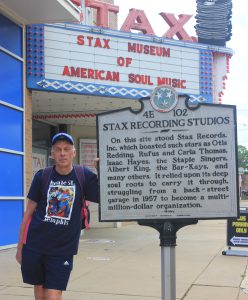 STAX
STAX MUSEUM
OF
AMERICAN SOUL MUSIC
4E 102
STAX RECORDING STUDIOS
On this site stood Stax Records,
Inc. which boasted such stars as Otis
Redding, Rufus and Carla Thomas,
Isaac Hayes, the Staple Singers,
Albert King, the Bar-Kays, and
many others. It relied upon its deep
soul roots to carry it through,
struggling from a back-street
garage in 1957 to become a multi-
million-dollar organization.
Memphis